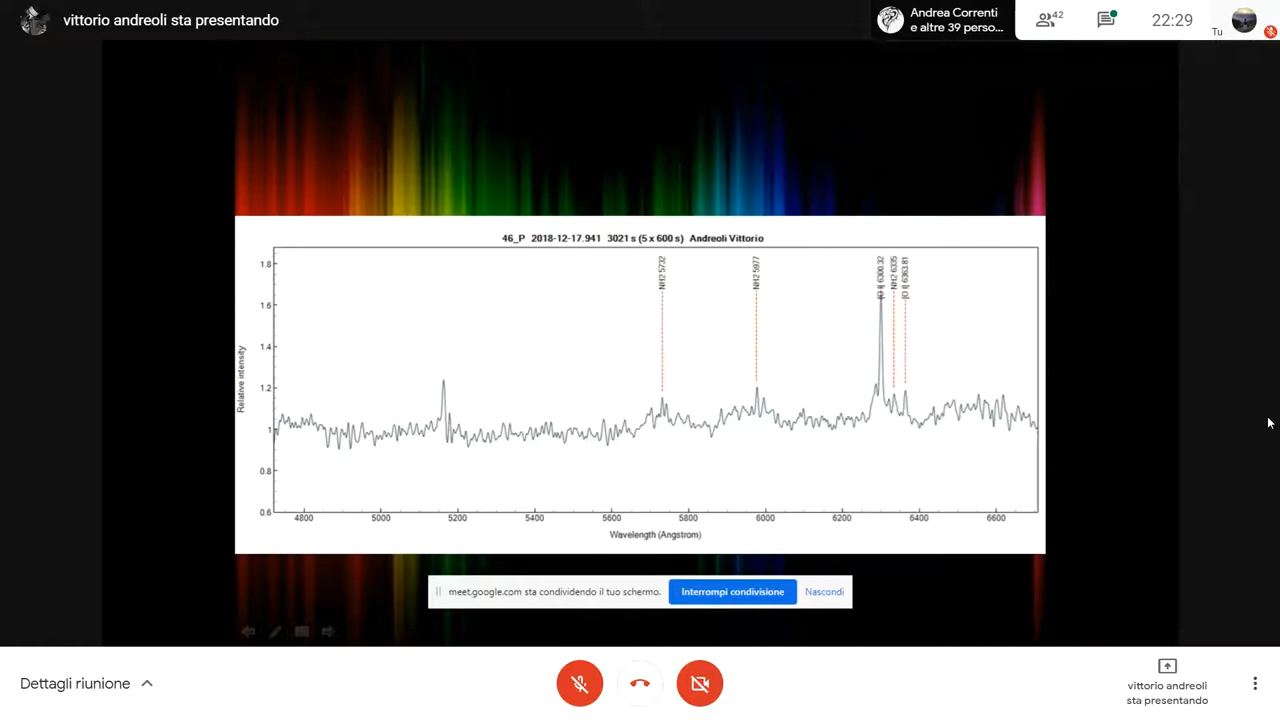 vittorio andreoli sta presentando
Andrea Correnti
e altre 39 perso...
42
22:29
Tu
46_P 2018-12-17.941 3021 s (5 x 600 s) Andreoli Vittorio
1.8
1.6
1.4
1.2
1
0.8
0.6
Relative intensity
NH2 5732
NH2 5977
[O I] 6300.32
NH2 6335
[O I] 6363.81
4800 5000 5200 5400 5600 5800 6000 6200 6400 6600
Wavelength (Angstrom)
meet.google.com sta condividendo il tuo schermo.
Interrompi condivisione
Nascondi
Dettagli riunione
vittorio andreoli
sta presentando